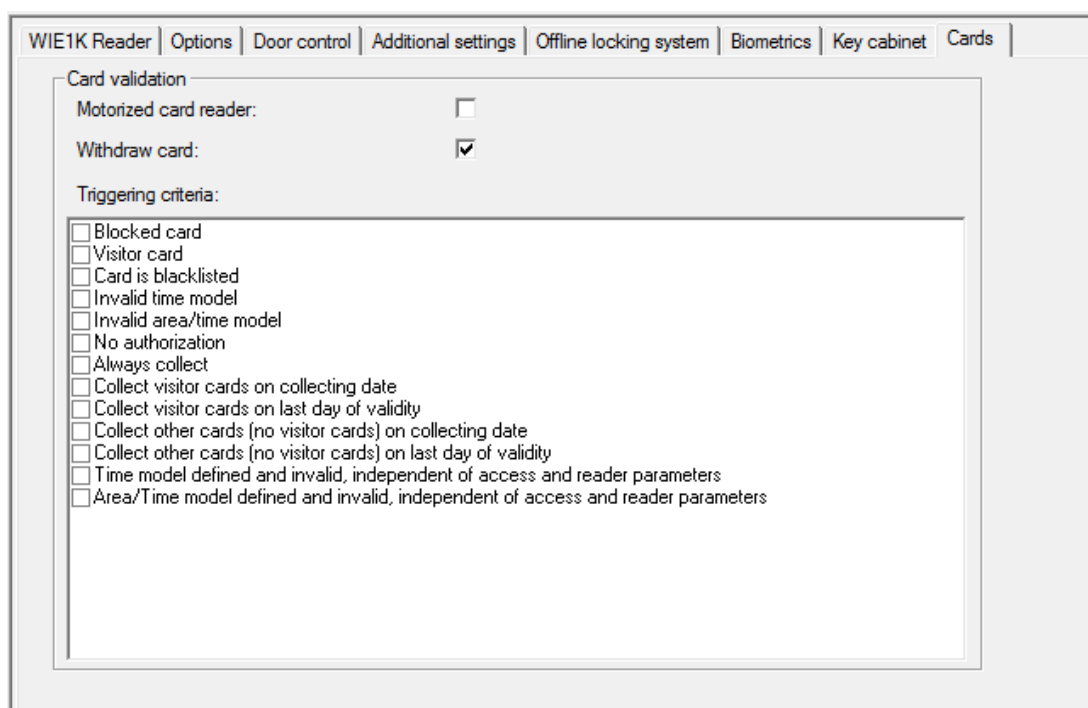 WIE1K Reader Options Door control Additional settings Offline locking system Biometrics Key cabinet Cards
Card validation
Motorized card reader:
Withdraw card:
Triggering criteria:
Blocked card
Visitor card
Card is blacklisted
Invalid time model
Invalid area/time model
No authorization
Always collect
Collect visitor cards on collecting date
Collect visitor cards on last day of validity
Collect other cards (no visitor cards) on collecting date
Collect other cards (no visitor cards) on last day of validity
Time model defined and invalid, independent of access and reader parameters
Area/Time model defined and invalid, independent of access and reader parameters